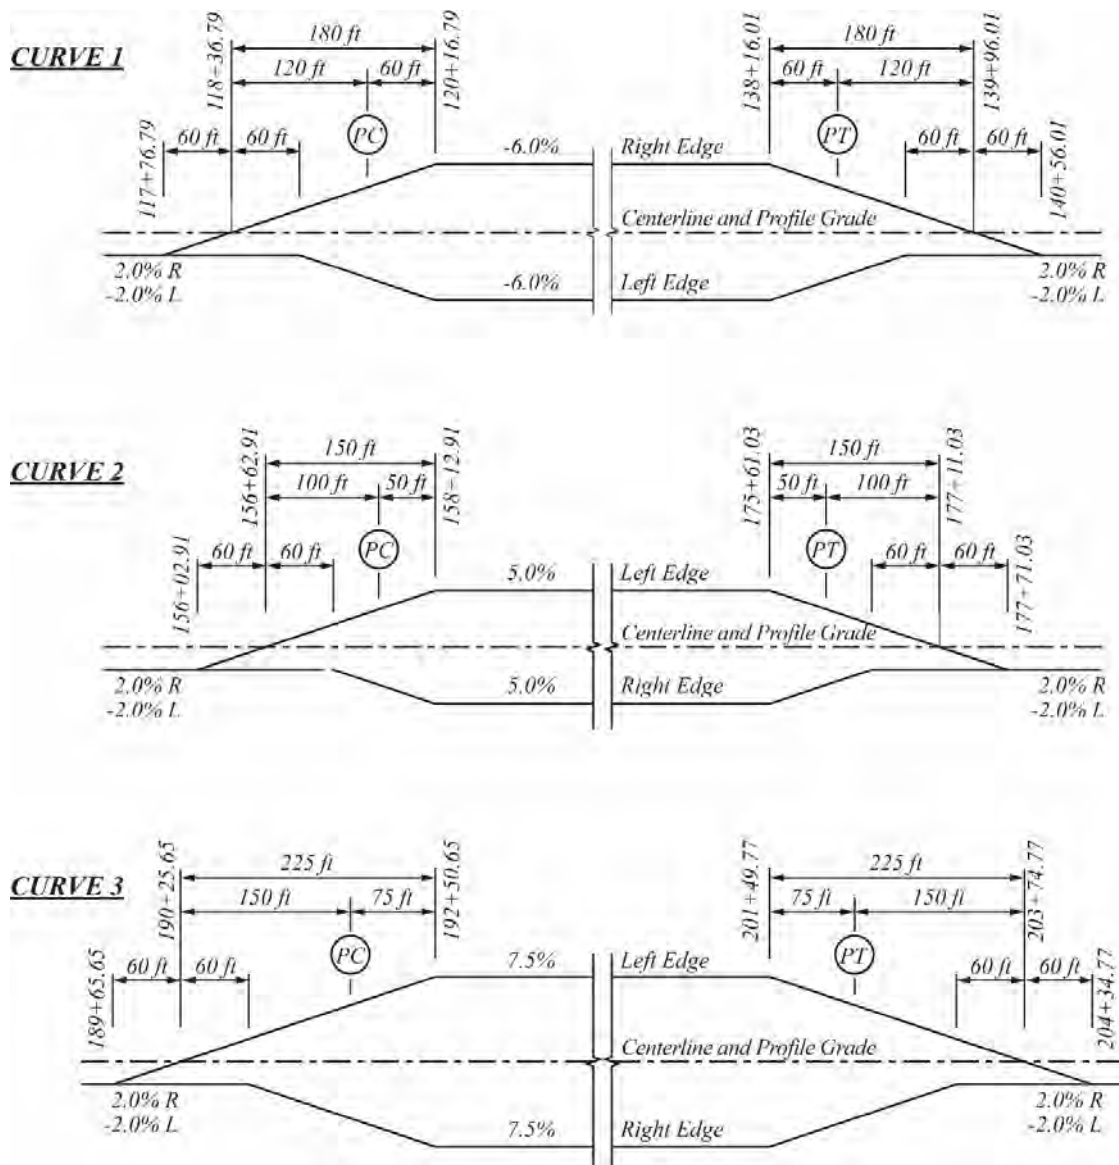 CURVE 1
118+36.79
180 ft
120+16.79
138+16.01
180 ft
139+96.01
120 ft
60 ft
60 ft
120 ft
117+76.79
60 ft
60 ft
PC
PT
60 ft
60 ft
140+56.01
-6.0%
Right Edge
Centerline and Profile Grade
2.0% R
-2.0% L
-6.0%
Left Edge
2.0% R
-2.0% L
CURVE 2
156+62.91
150 ft
158+12.91
175+61.03
150 ft
177+11.03
100 ft
50 ft
50 ft
100 ft
156+02.91
60 ft
60 ft
PC
PT
60 ft
60 ft
177+71.03
5.0%
Left Edge
Centerline and Profile Grade
2.0% R
-2.0% L
5.0%
Right Edge
2.0% R
-2.0% L
CURVE 3
190+25.65
225 ft
192+50.65
201+49.77
225 ft
203+74.77
150 ft
75 ft
75 ft
150 ft
189+65.65
60 ft
60 ft
PC
PT
60 ft
60 ft
204+34.77
7.5%
Left Edge
Centerline and Profile Grade
2.0% R
-2.0% L
7.5%
Right Edge
2.0% R
-2.0% L